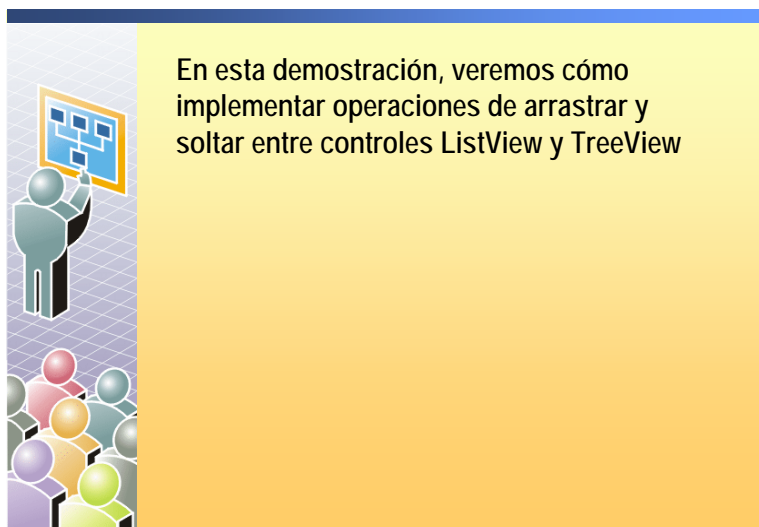 En esta demostración, veremos cómo
implementar operaciones de arrastrar y
soltar entre controles ListView y TreeView